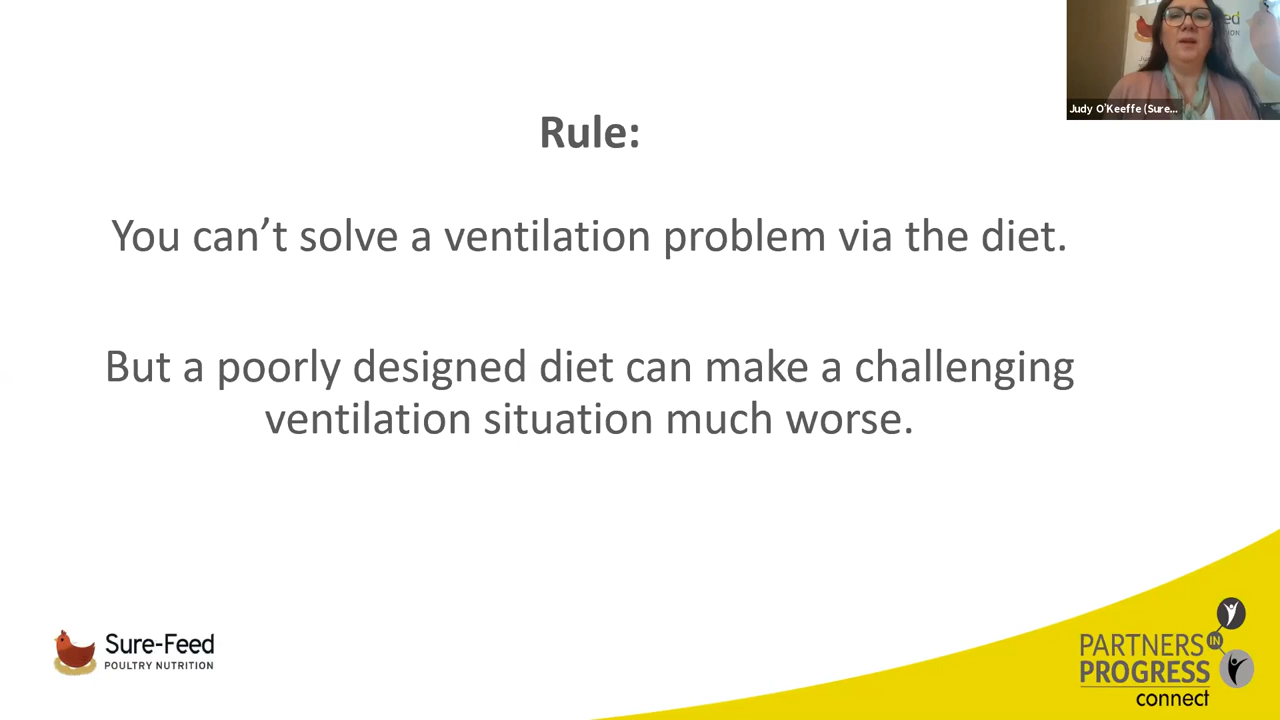 Rule:
You can't solve a ventilation problem via the diet.
But a poorly designed diet can make a challenging
ventilation situation much worse.
Judy O'Keeffe (Sure...
Sure-Feed
POULTRY NUTRITION
PARTNERS IN
PROGRESS
connect